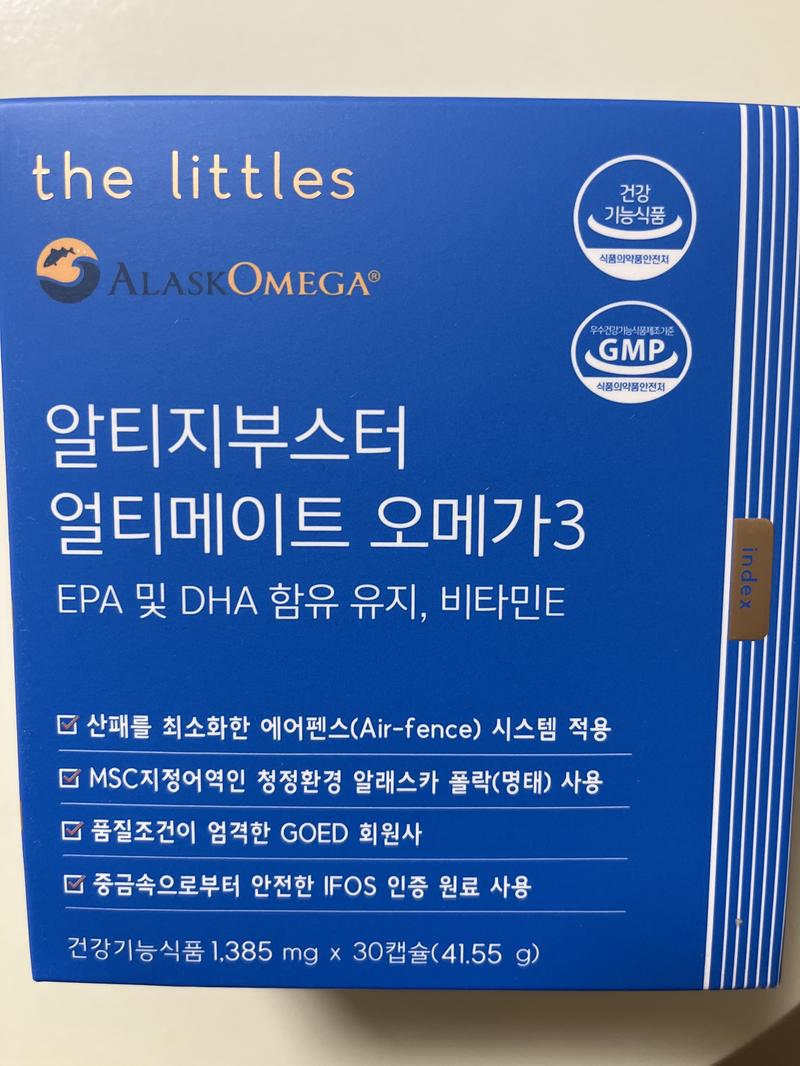 the littles
ALASKOMEGA®
건강
기능식품
식품의약품안전처
우수건강기능식품제조기준
GMP
식품의약품안전처
알티지부스터
얼티메이트 오메가3
EPA 및 DHA 함유 유지, 비타민E
index
산패를 최소화한 에어펜스(Air-fence) 시스템 적용
MSC지정어역인 청정환경 알래스카 폴락(명태) 사용
품질조건이 엄격한 GOED 회원사
중금속으로부터 안전한 IFOS 인증 원료 사용
건강기능식품 1,385 mg x 30캡슐(41.55 g)